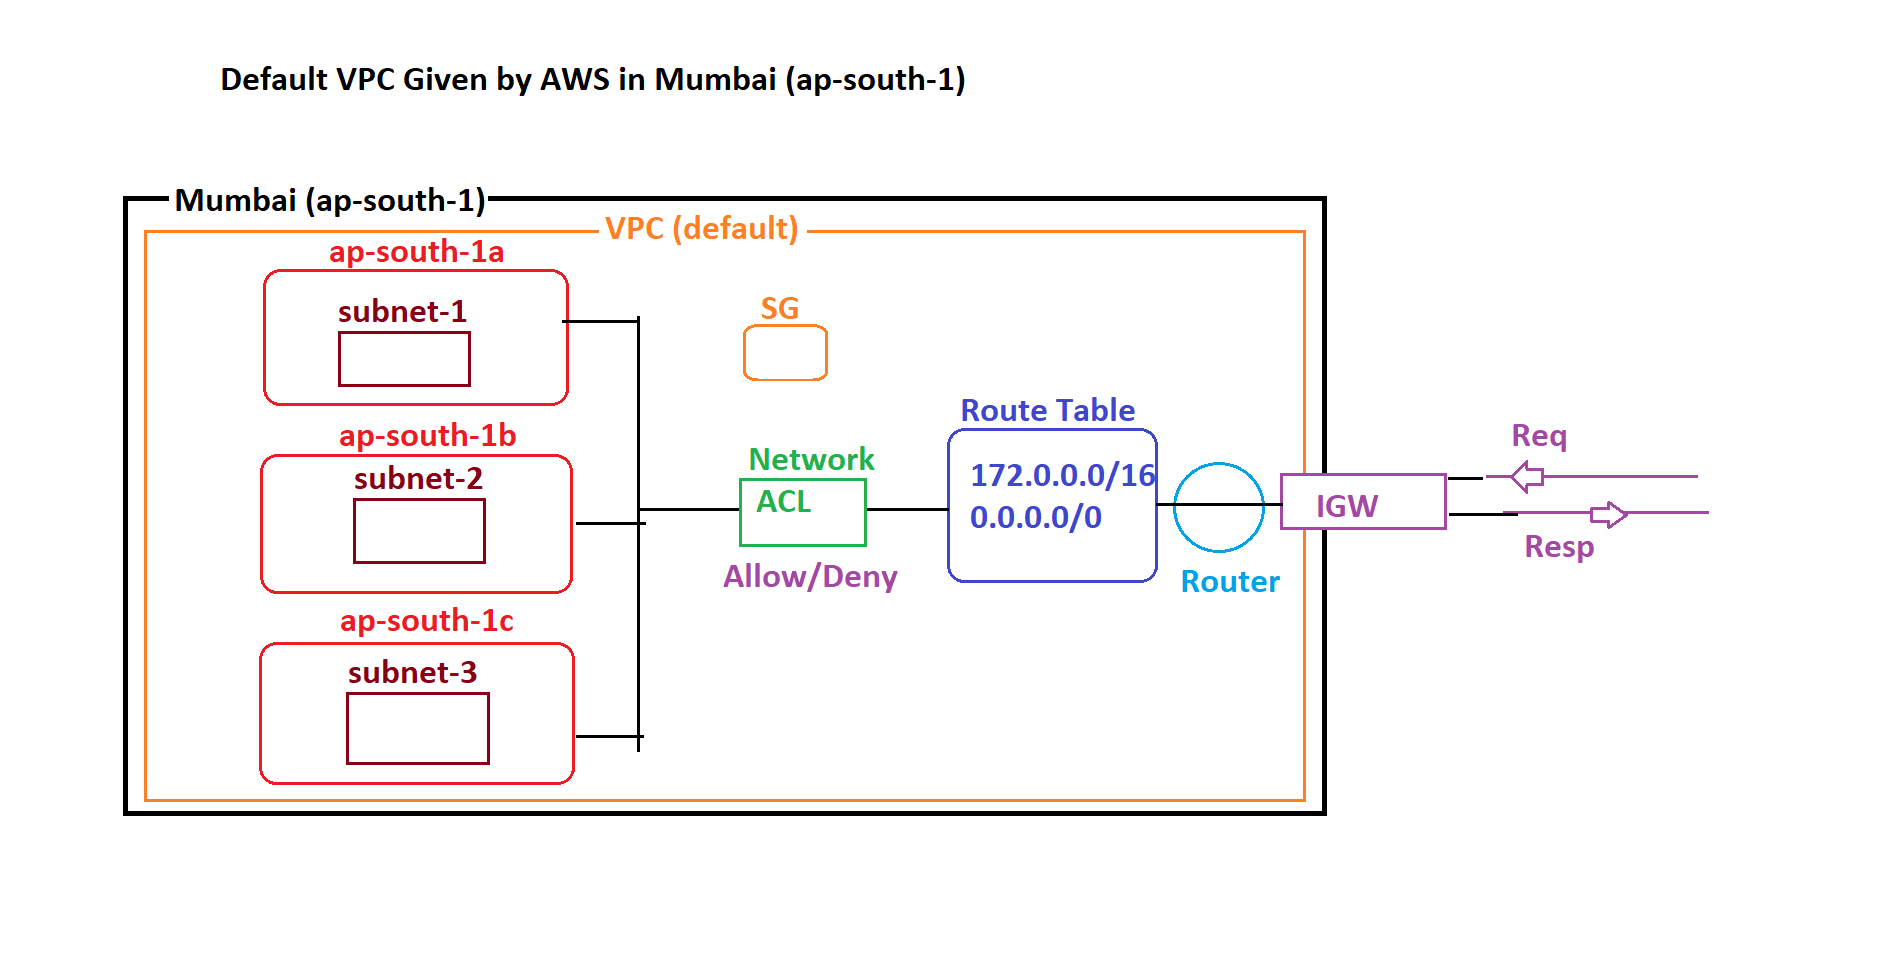 Default VPC Given by AWS in Mumbai (ap-south-1)
Mumbai (ap-south-1)
VPC (default)
ap-south-1a
subnet-1
SG
ap-south-1b
subnet-2
Network
ACL
Allow/Deny
Route Table
172.0.0.0/16
0.0.0.0/0
Router
IGW
Req
Resp
ap-south-1c
subnet-3